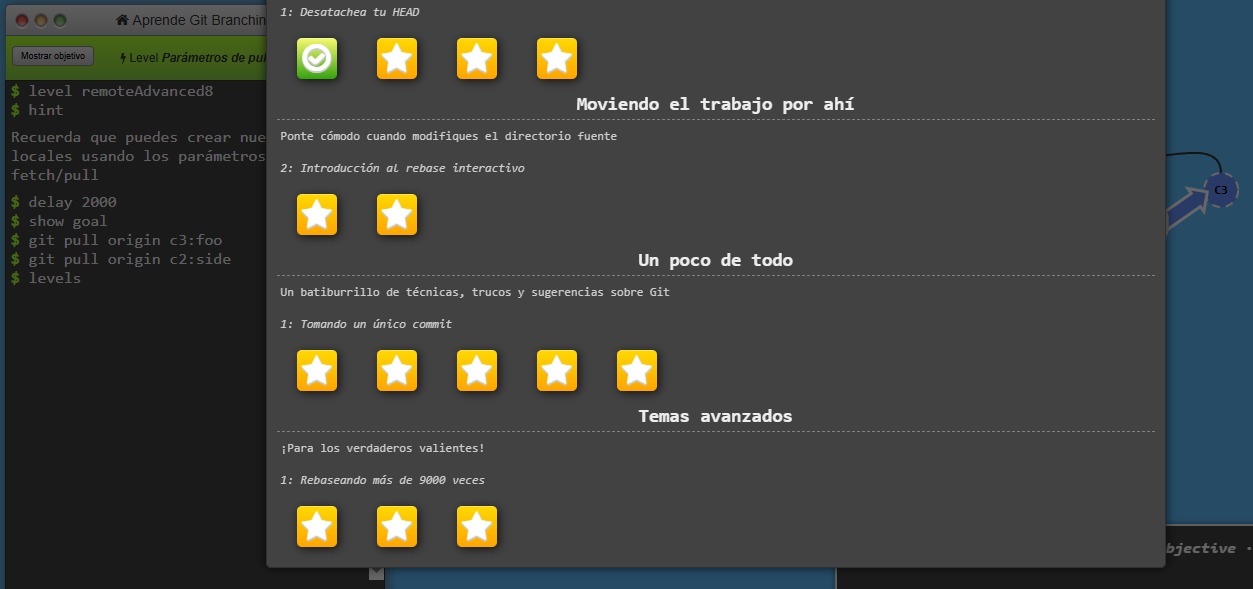 Aprende Git Branchin
Mostrar objetivo
Level Parámetros de pul
$ level remoteAdvanced8
$ hint
Recuerda que puedes crear nue
locales usando los parámetros
fetch/pull
$ delay 2000
$ show goal
$ git pull origin c3:foo
$ git pull origin c2:side
$ levels
1: Desatachea tu HEAD
Moviendo el trabajo por ahí
Ponte cómodo cuando modifiques el directorio fuente
2: Introducción al rebase interactivo
Un poco de todo
Un batiburrillo de técnicas, trucos y sugerencias sobre Git
1: Tomando un único commit
Temas avanzados
¡Para los verdaderos valientes!
1: Rebaseando más de 9000 veces
C3
bjective ·